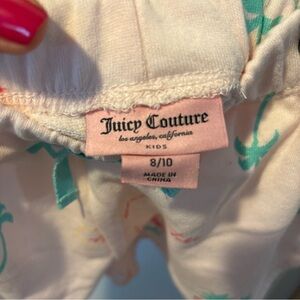 Juicy Couture
los angeles, california
KIDS
8/10
MADE IN
CHINA